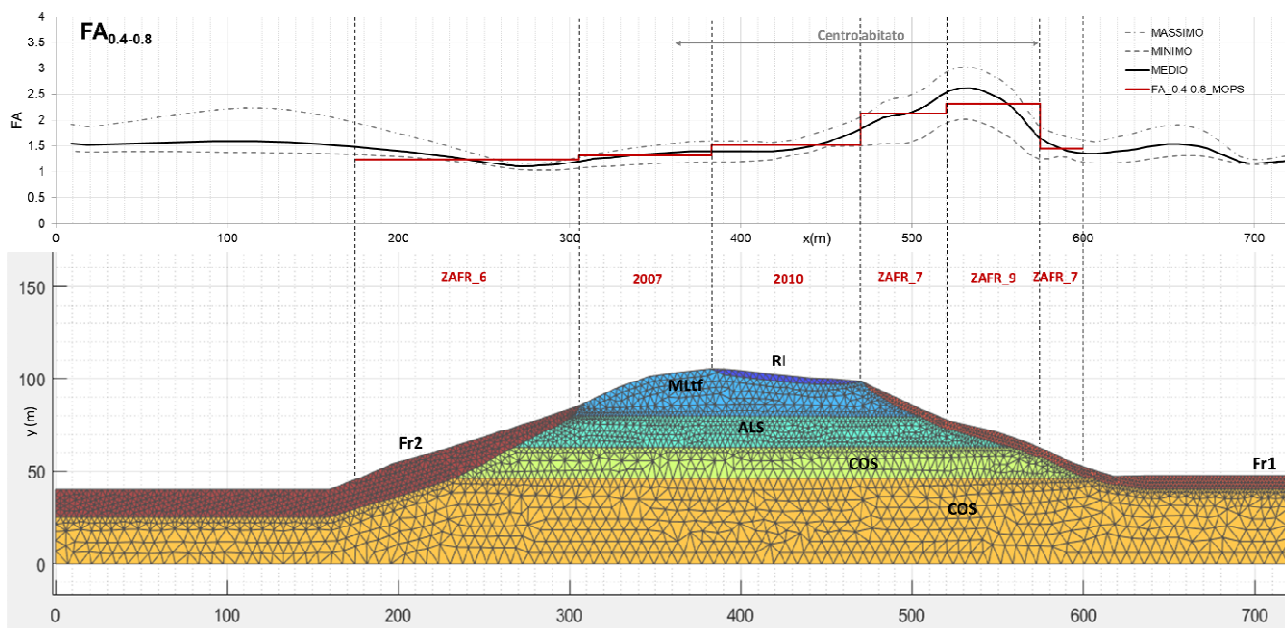 FA0.4-0.8
4
3.5
3
2.5
2
1.5
1
0.5
0
FA
Centro abitato
MASSIMO
MINIMO
MEDIO
FA_0.4-0.8_MOPS
0 100 200 300 400 x(m) 500 600 700
ZAFR_6 2007 2010 ZAFR_7 ZAFR_9 ZAFR_7
150
100
50
0
y (m)
RI
MLtf
ALS
Fr2
COS
Fr1
COS
0 100 200 300 400 500 600 700